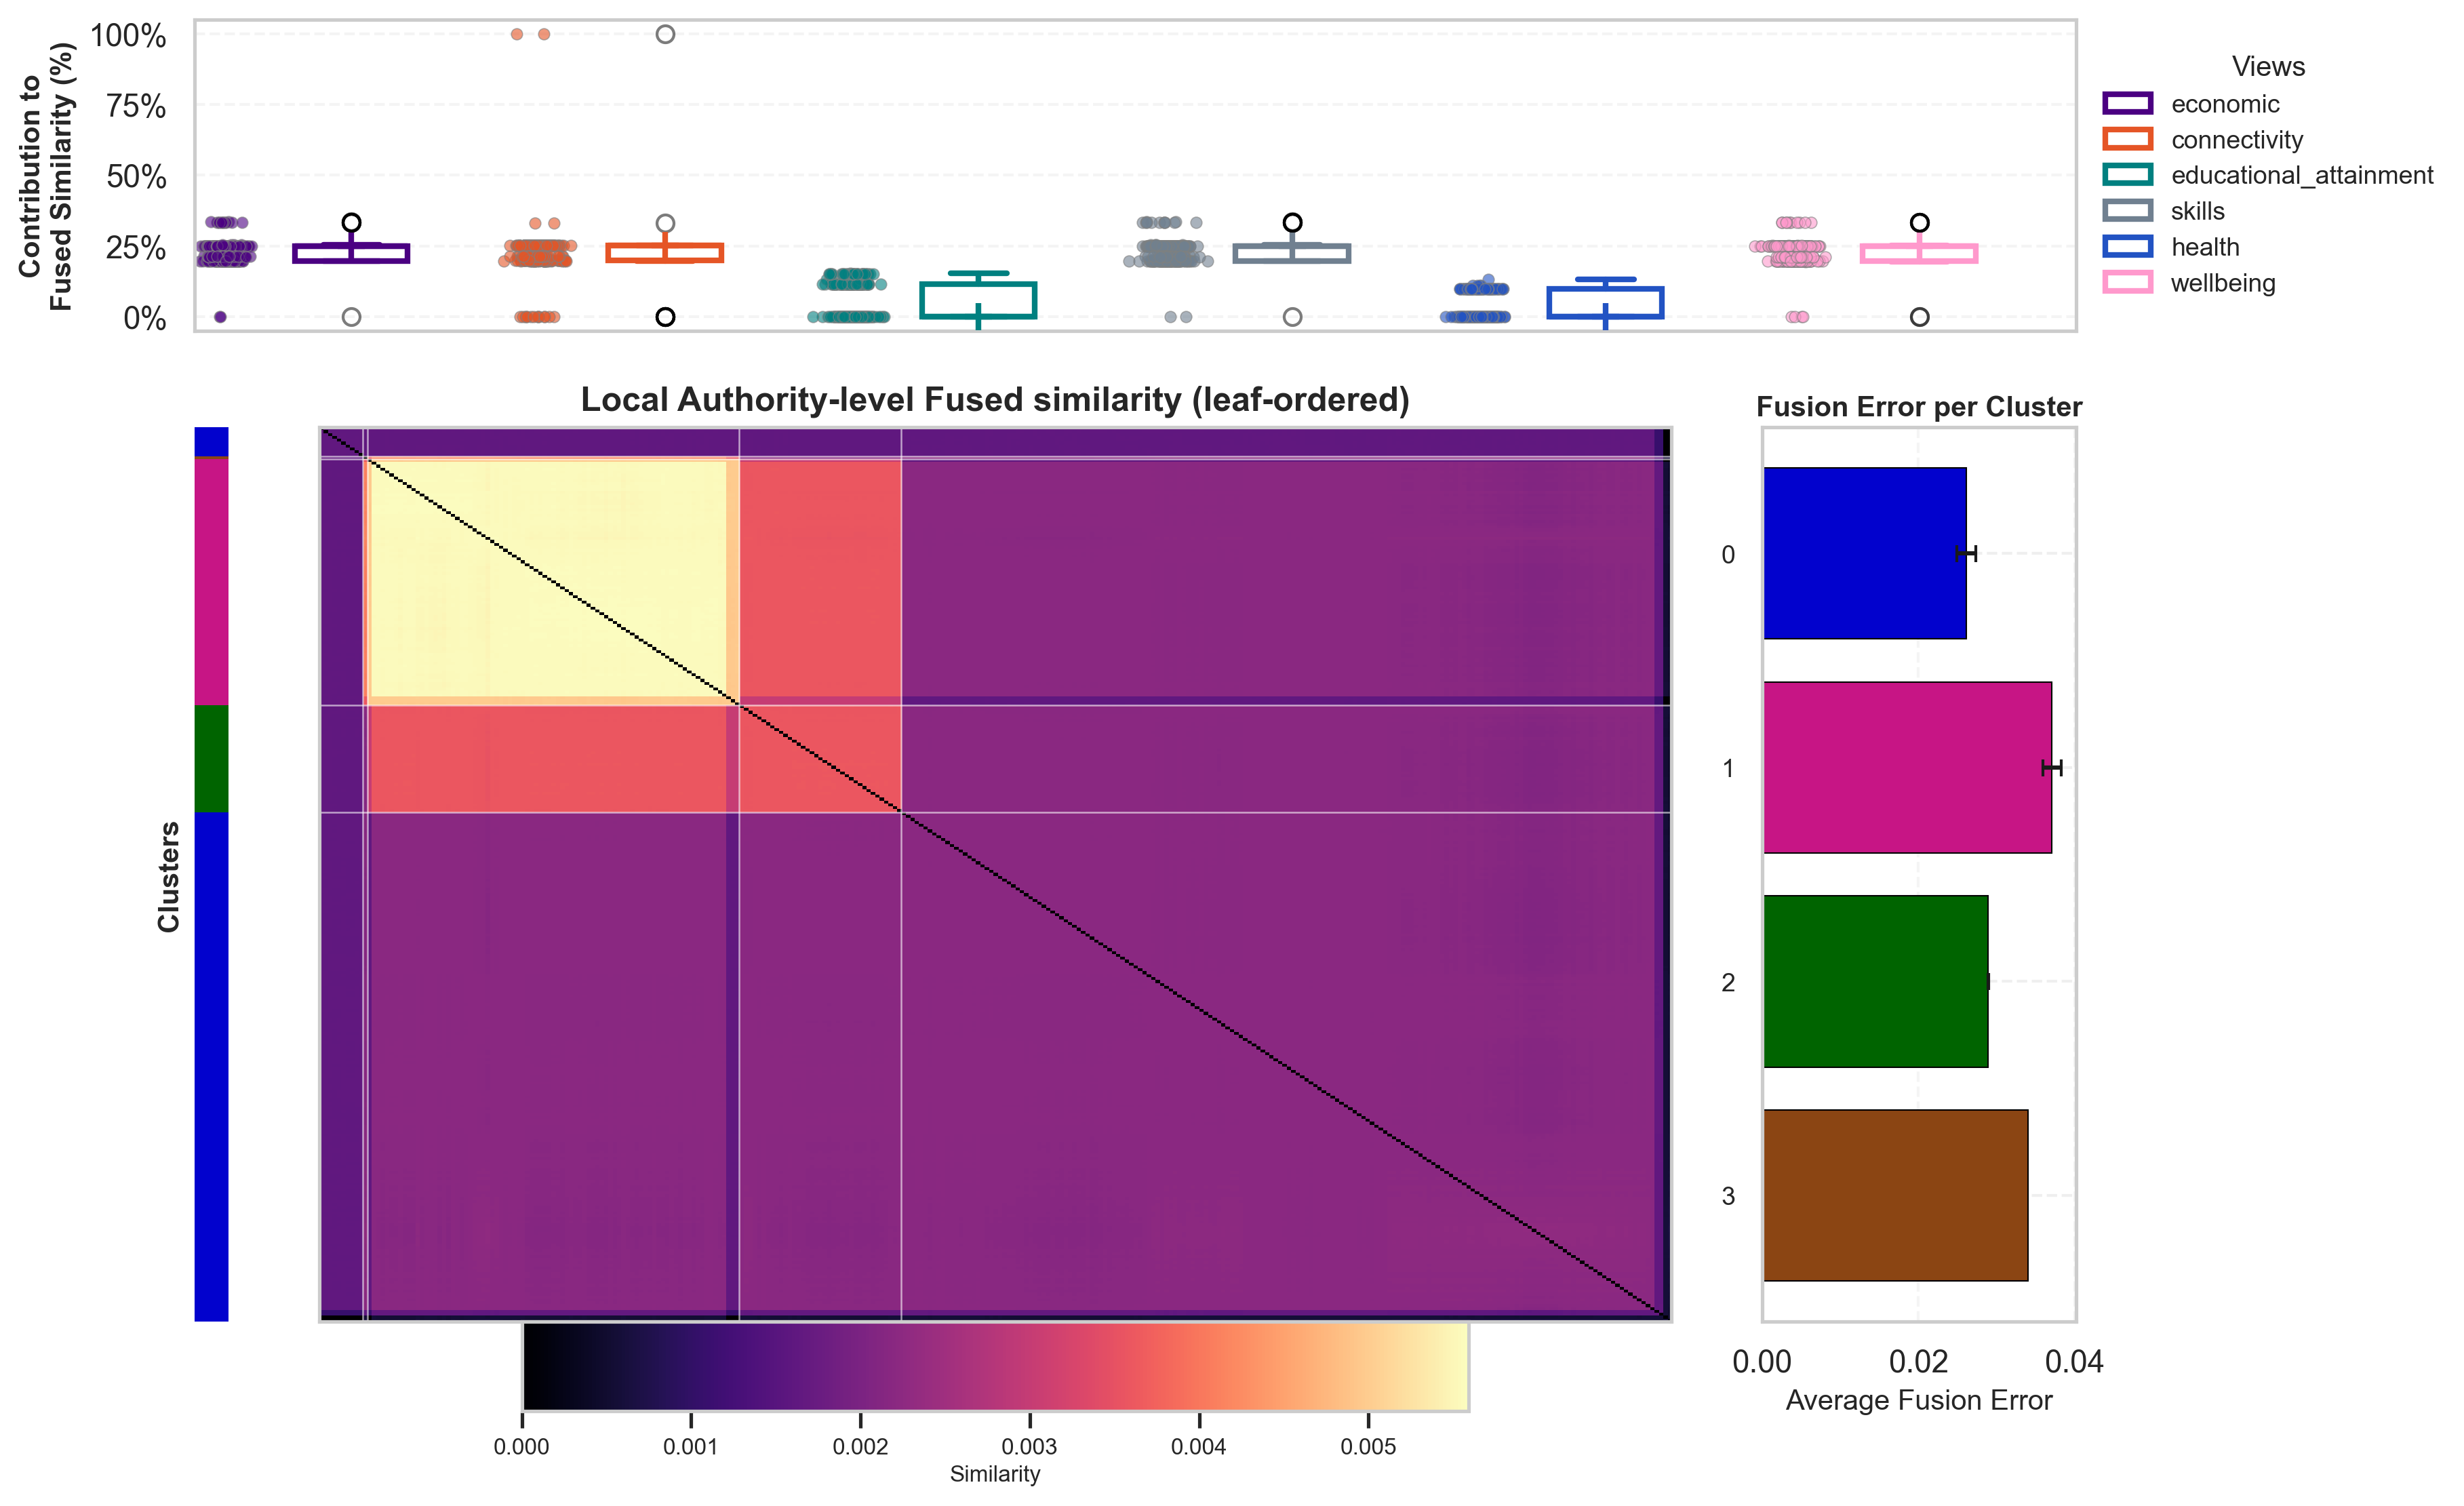 Contribution to
Fused Similarity (%)
100%
75%
50%
25%
0%
Views
economic
connectivity
educational_attainment
skills
health
wellbeing
Local Authority-level Fused similarity (leaf-ordered)
Clusters
0.000
0.001
0.002
0.003
0.004
0.005
Similarity
Fusion Error per Cluster
0
1
2
3
0.00
0.02
0.04
Average Fusion Error